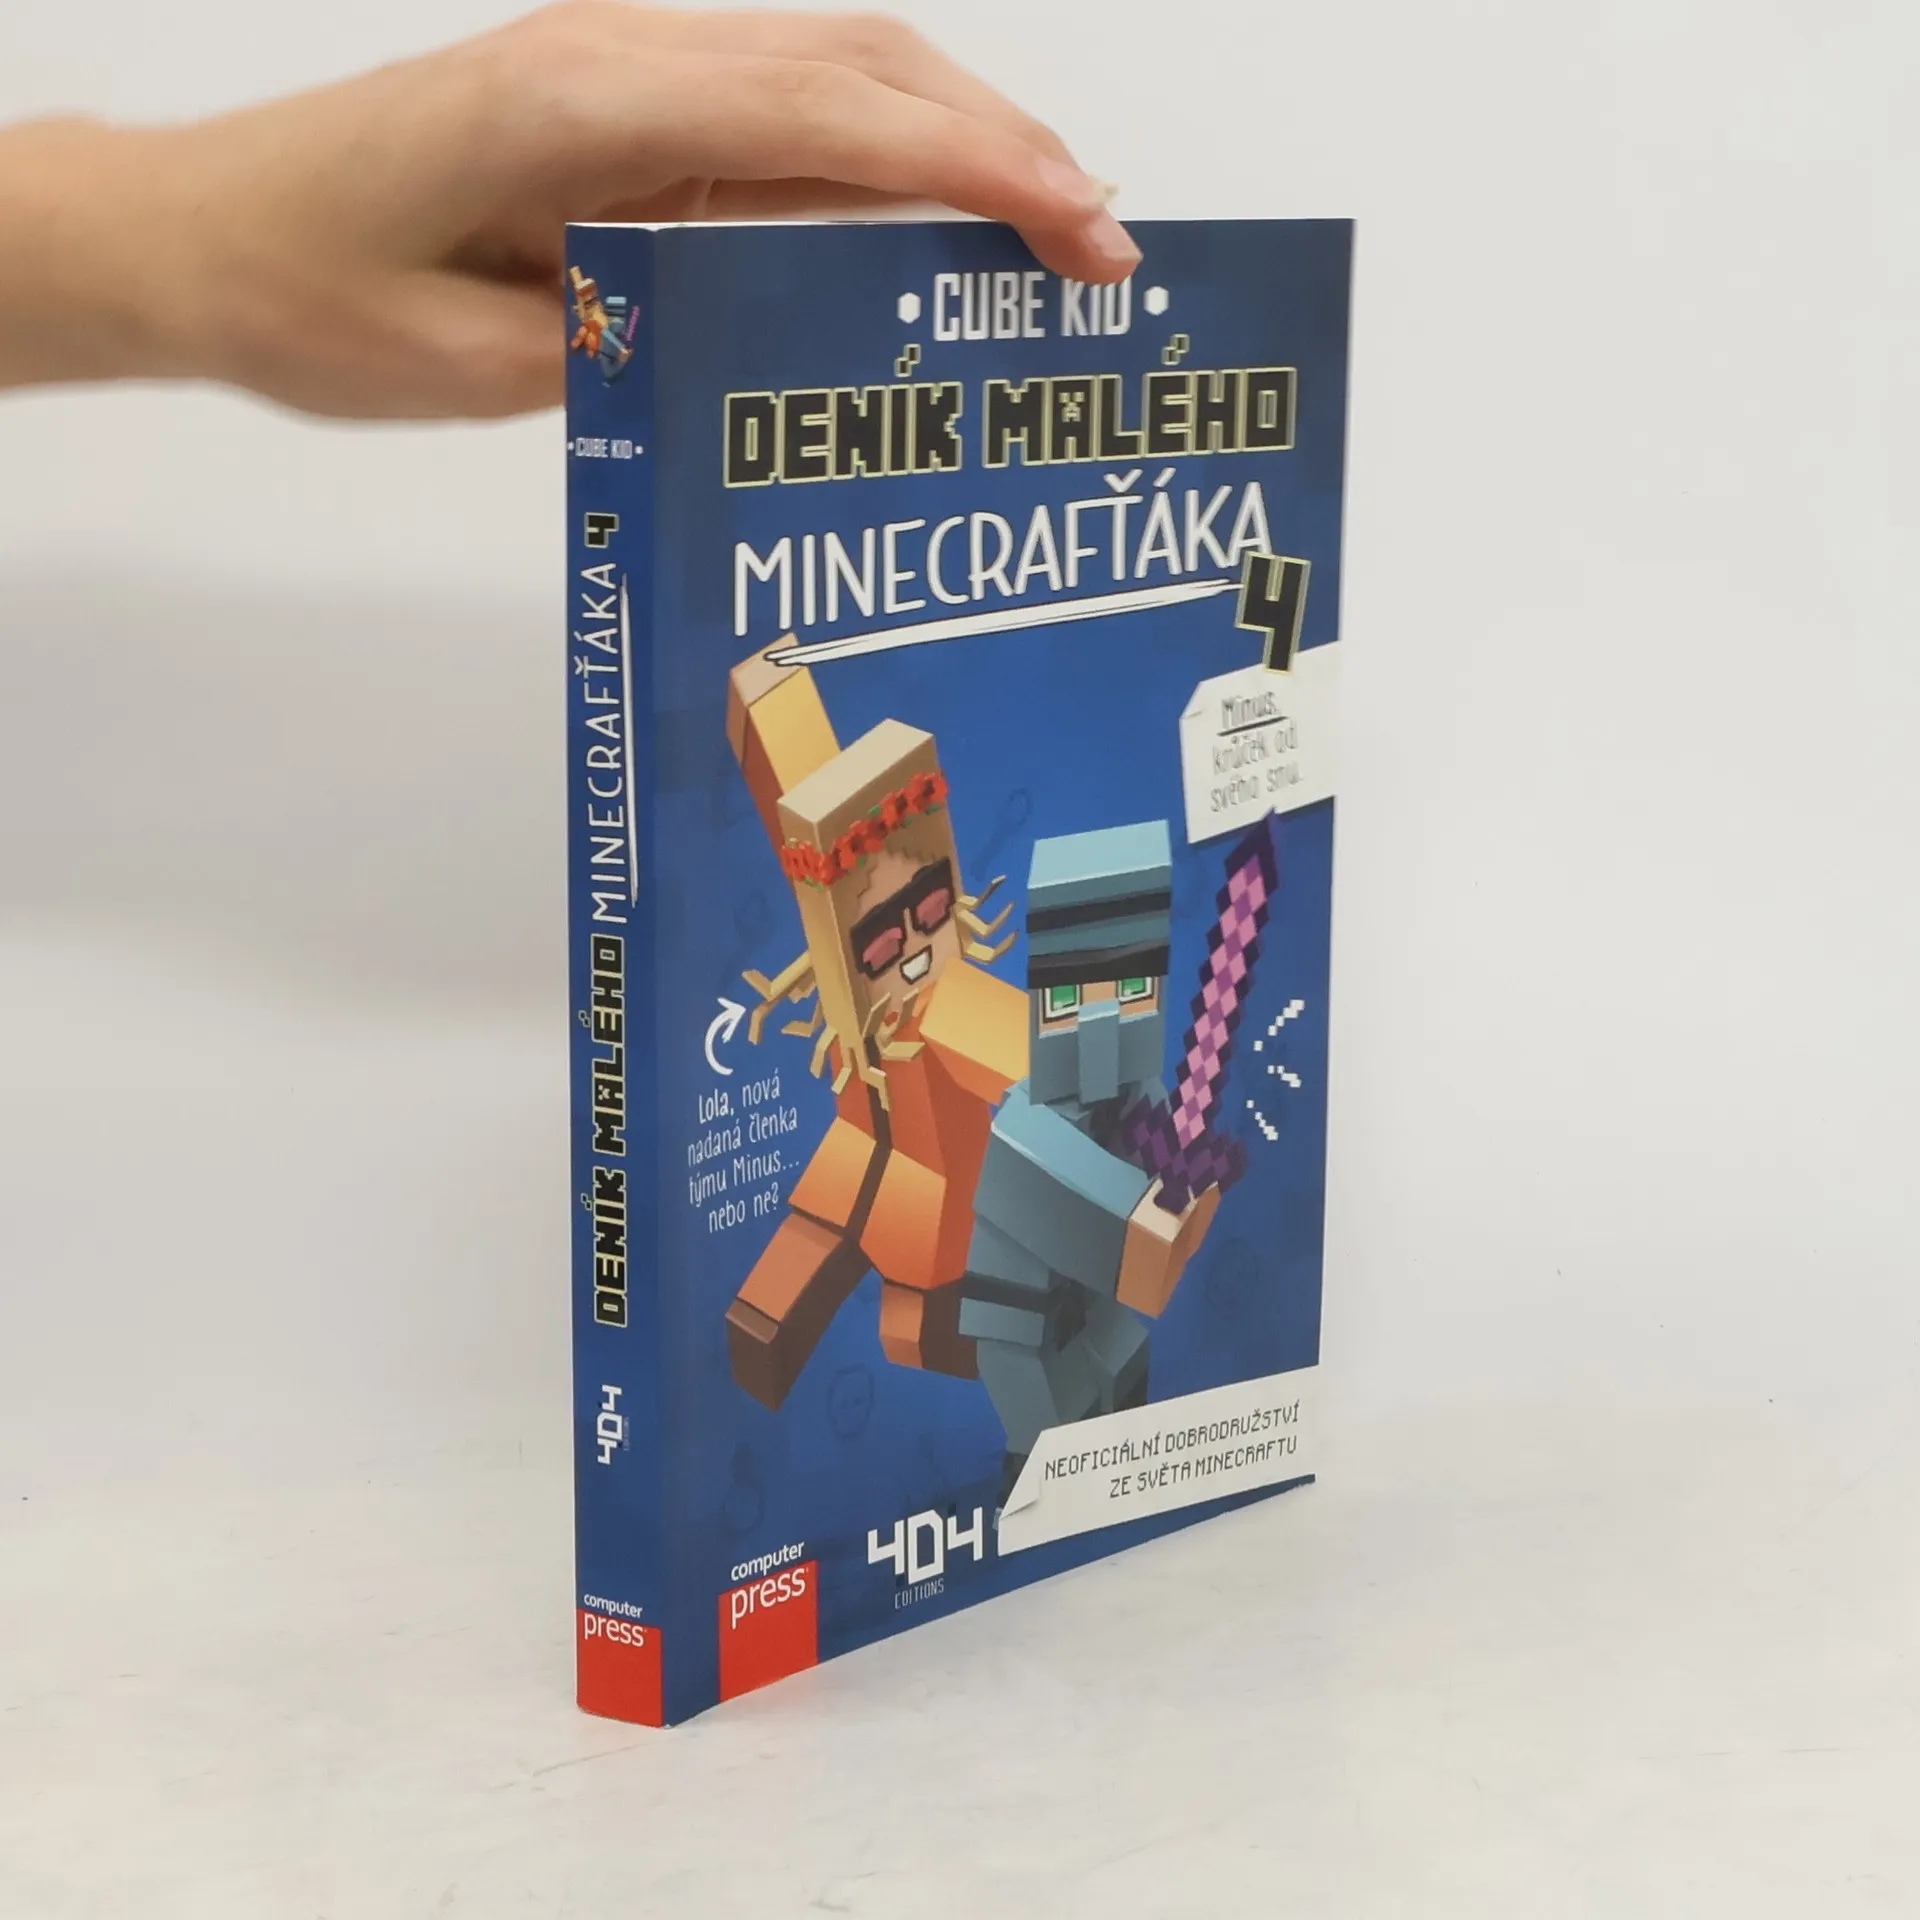 • CUBE KID •
DENÍK MALÉHO
MINECRAFŤÁKA
4
Minus,
krůček od
svého snu.
Lola, nová
nadaná členka
týmu Minus...
nebo ne?
NEOFICIÁLNÍ DOBRODRUŽSTVÍ
ZE SVĚTA MINECRAFTU
404
EDITIONS
computer
press
• CUBE KID •
DENÍK MALÉHO MINECRAFŤÁKA 4
404
EDITIONS
computer
press